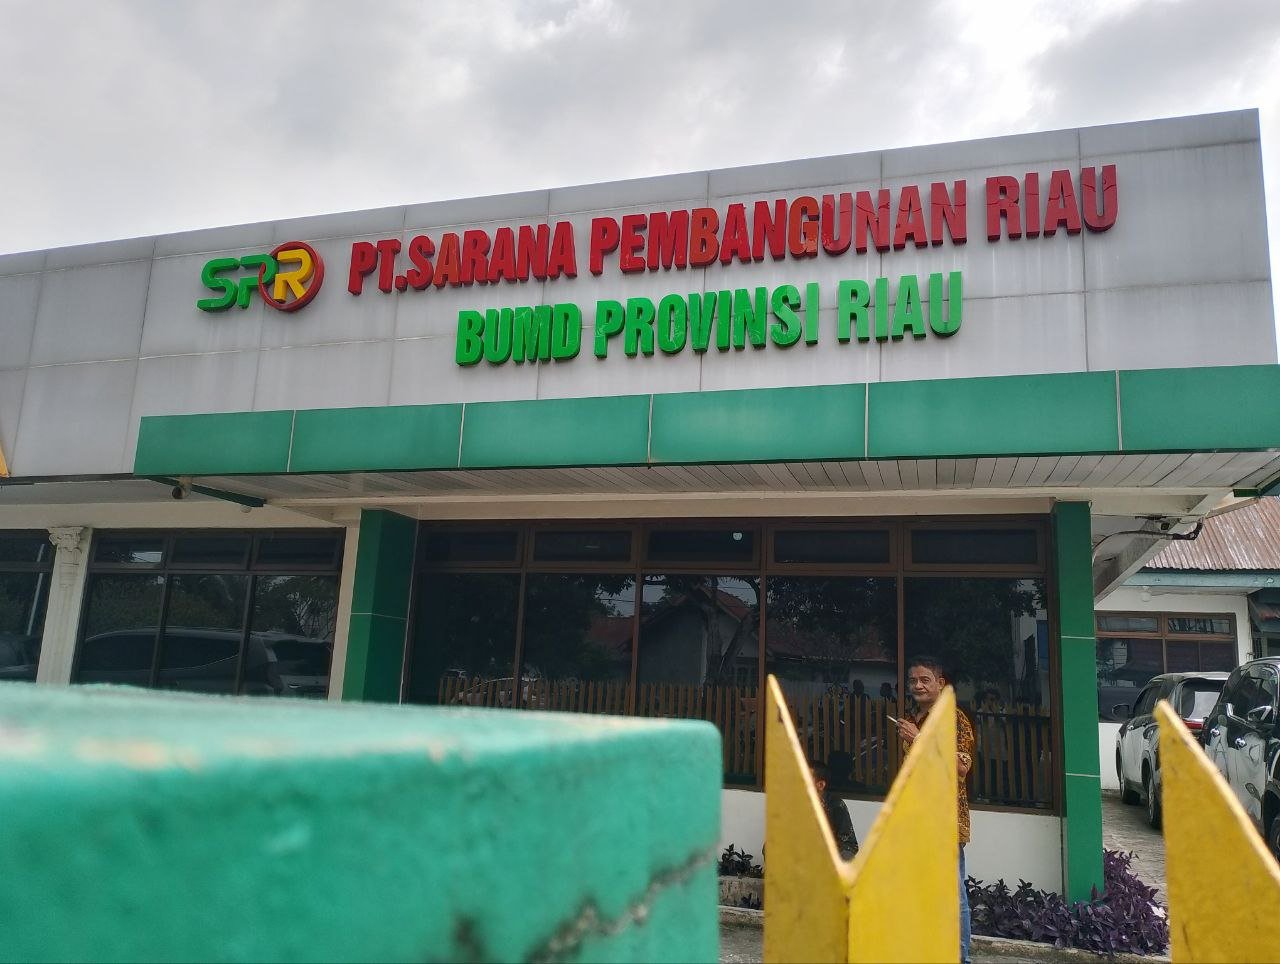 SPR
PT.SARANA PEMBANGUNAN RIAU
BUMD PROVINSI RIAU